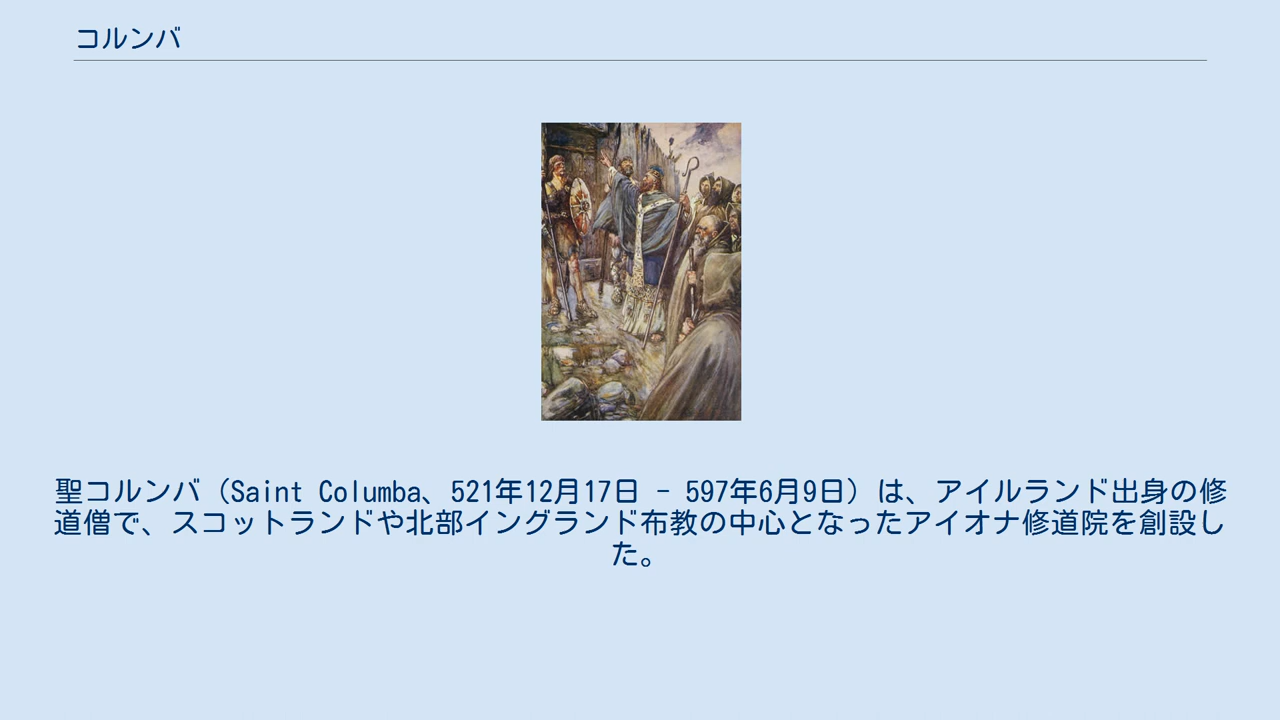 コルンバ
聖コルンバ（Saint Columba、521年12月17日 - 597年6月9日）は、アイルランド出身の修
道僧で、スコットランドや北部イングランド布教の中心となったアイオナ修道院を創設し
た。